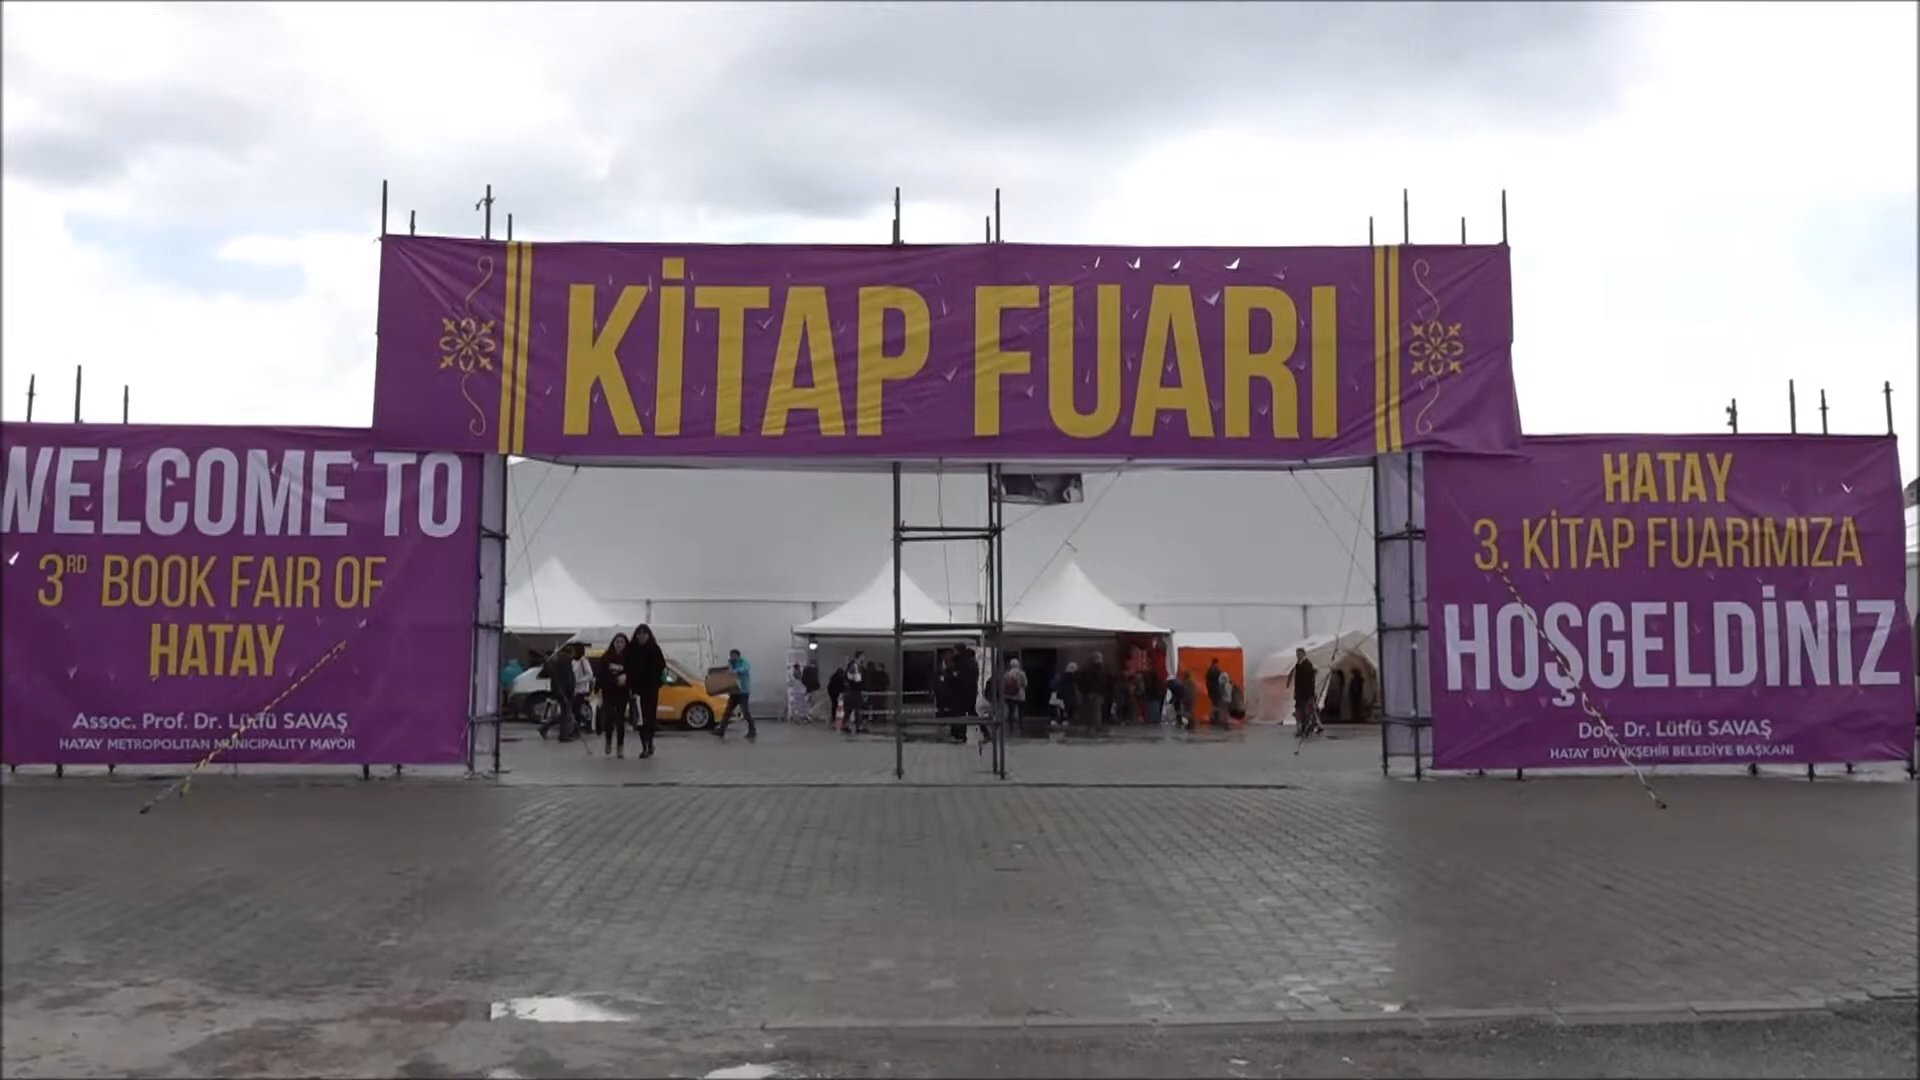 KİTAP FUARI
WELCOME TO
3RD BOOK FAIR OF
HATAY
Assoc. Prof. Dr. Lütfü SAVAŞ
HATAY METROPOLITAN MUNICIPALITY MAYOR
HATAY
3. KİTAP FUARIMIZA
HOŞGELDİNİZ
Doç. Dr. Lütfü SAVAŞ
HATAY BÜYÜKŞEHİR BELEDİYE BAŞKANI